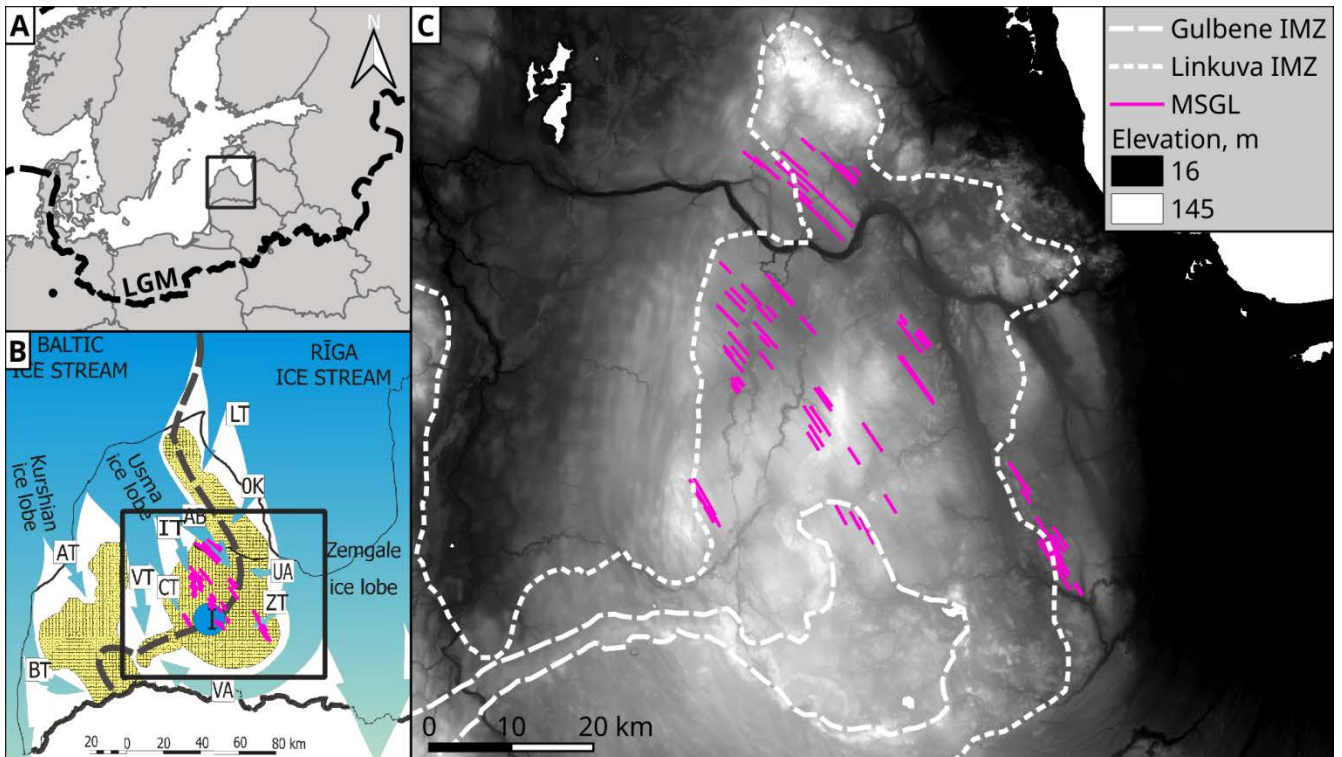 A
N
LGM
B
BALTIC
ICE STREAM
RĪGA
ICE STREAM
LT
Kurshian
ice lobe
Usma
ice lobe
OK
AB
IT
AT
VT
CT
UA
Zemgale
ice lobe
ZT
I
BT
VA
20 0 20 40 60 80 km
C
Gulbene IMZ
Linkuva IMZ
MSGL
Elevation, m
16
145
0 10 20 km